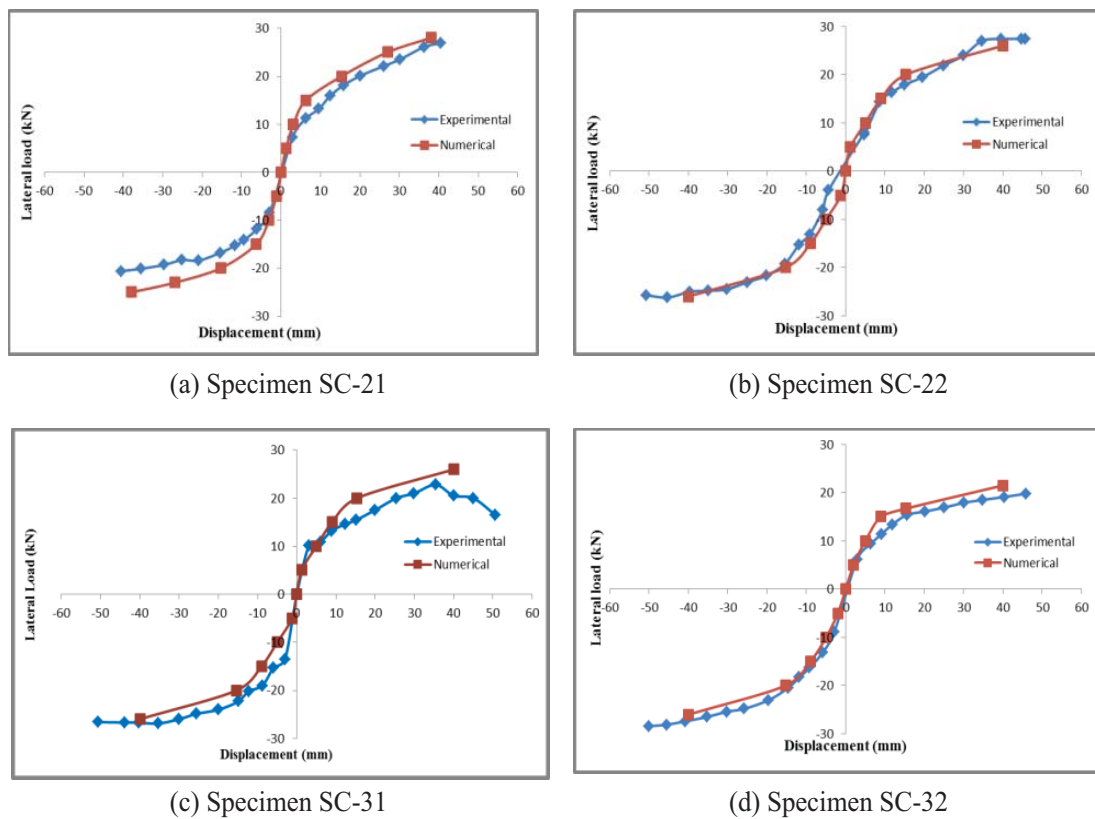 30
20
10
0
-10
-20
-30
-60 -50 -40 -30 -20 -10 0 10 20 30 40 50 60
Lateral load (kN)
Displacement (mm)
Experimental
Numerical
(a) Specimen SC-21
30
20
10
0
-10
-20
-30
-60 -50 -40 -30 -20 -10 0 10 20 30 40 50 60
Lateral load (kN)
Displacement (mm)
Experimental
Numerical
(b) Specimen SC-22
30
20
10
0
-10
-20
-30
-60 -50 -40 -30 -20 -10 0 10 20 30 40 50 60
Lateral Load (kN)
Displacement (mm)
Experimental
Numerical
(c) Specimen SC-31
30
20
10
0
-10
-20
-30
-60 -50 -40 -30 -20 -10 0 10 20 30 40 50 60
Lateral load (kN)
Displacement (mm)
Experimental
Numerical
(d) Specimen SC-32